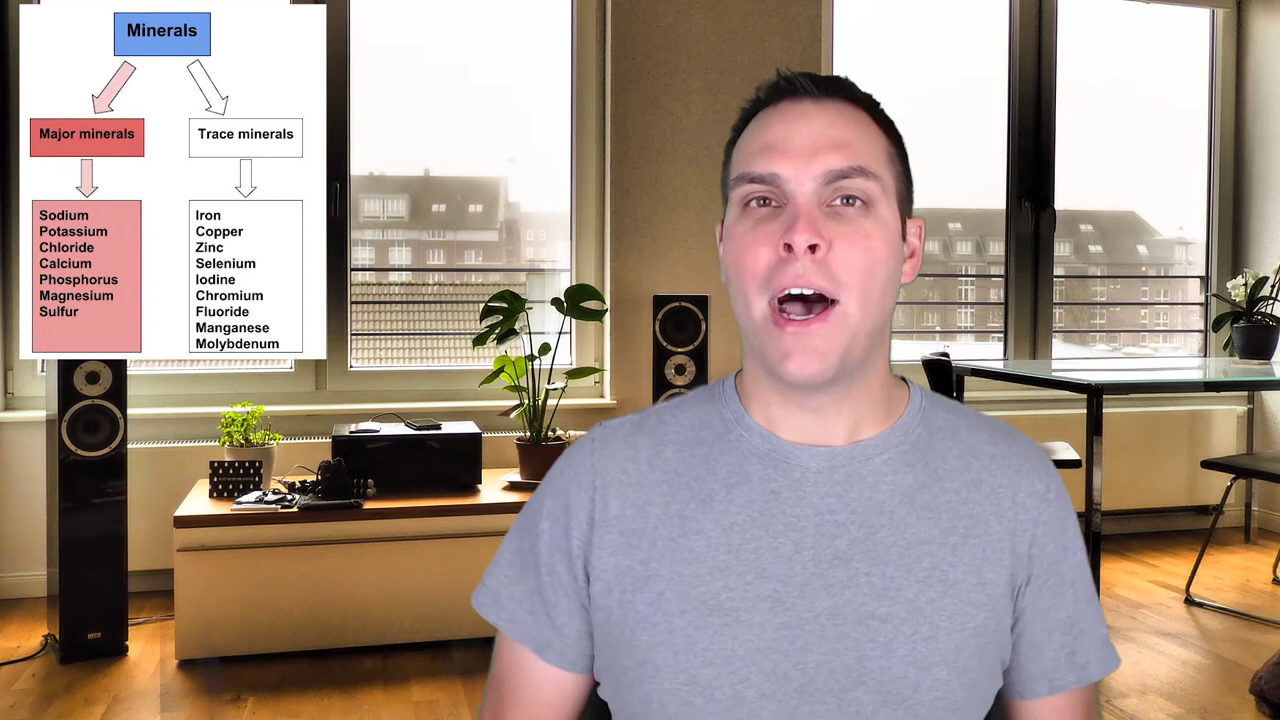 Minerals
Major minerals
Trace minerals
Sodium
Potassium
Chloride
Calcium
Phosphorus
Magnesium
Sulfur
Iron
Copper
Zinc
Selenium
Iodine
Chromium
Fluoride
Manganese
Molybdenum
HECO